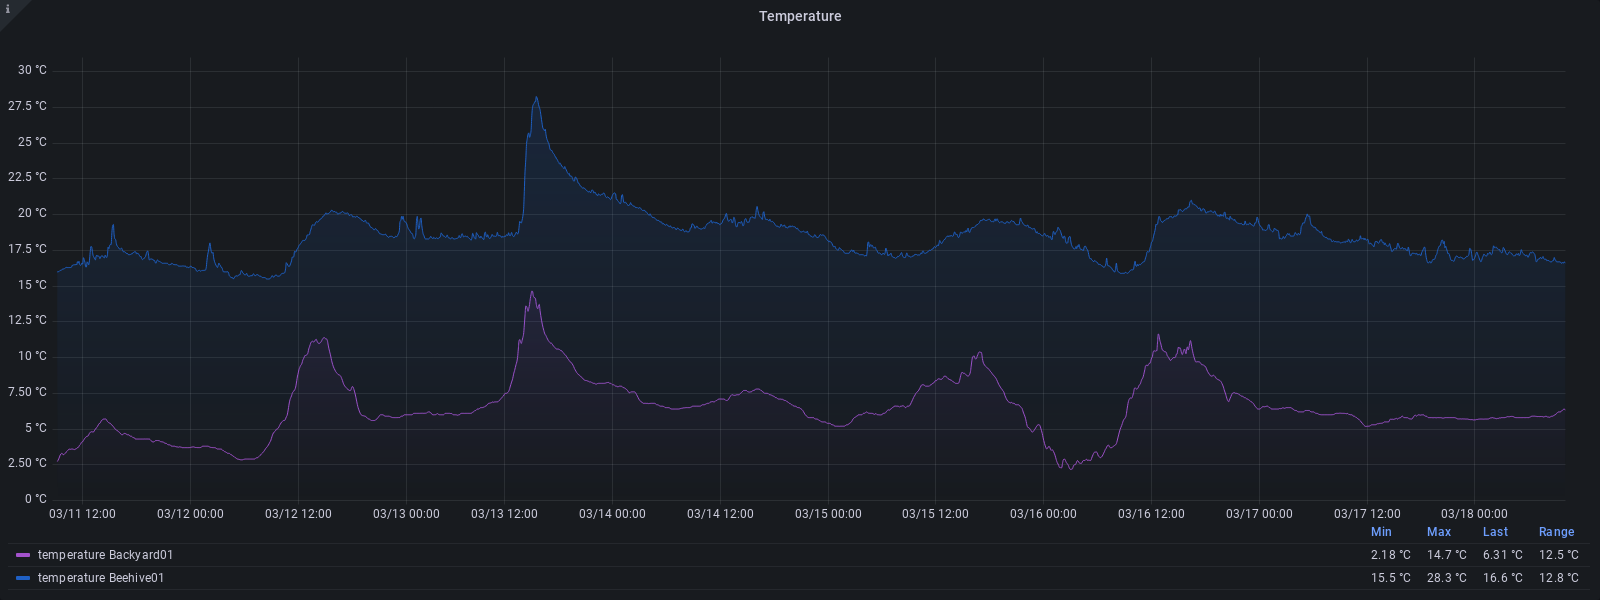 i
Temperature
30 °C
27.5 °C
25 °C
22.5 °C
20 °C
17.5 °C
15 °C
12.5 °C
10 °C
7.50 °C
5 °C
2.50 °C
0 °C
03/11 12:00 03/12 00:00 03/12 12:00 03/13 00:00 03/13 12:00 03/14 00:00 03/14 12:00 03/15 00:00 03/15 12:00 03/16 00:00 03/16 12:00 03/17 00:00 03/17 12:00 03/18 00:00
Min Max Last Range
temperature Backyard01 2.18 °C 14.7 °C 6.31 °C 12.5 °C
temperature Beehive01 15.5 °C 28.3 °C 16.6 °C 12.8 °C